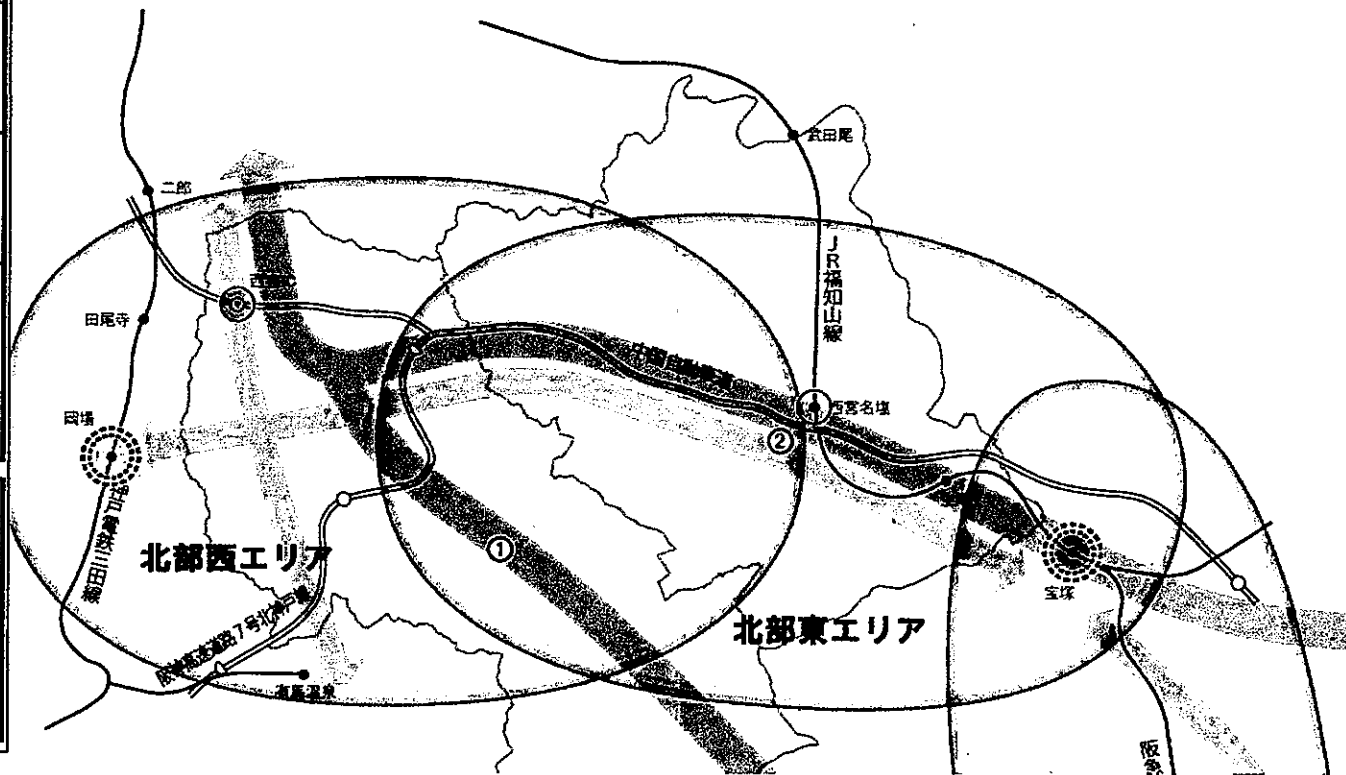 武田尾
二郎
JR福知山線
田尾寺
中国自動車道
西宮名塩
岡場
②
神戸電鉄三田線
①
北部西エリア
宝塚
北部東エリア
阪神高速道路7号北神戸線
有馬温泉
阪急